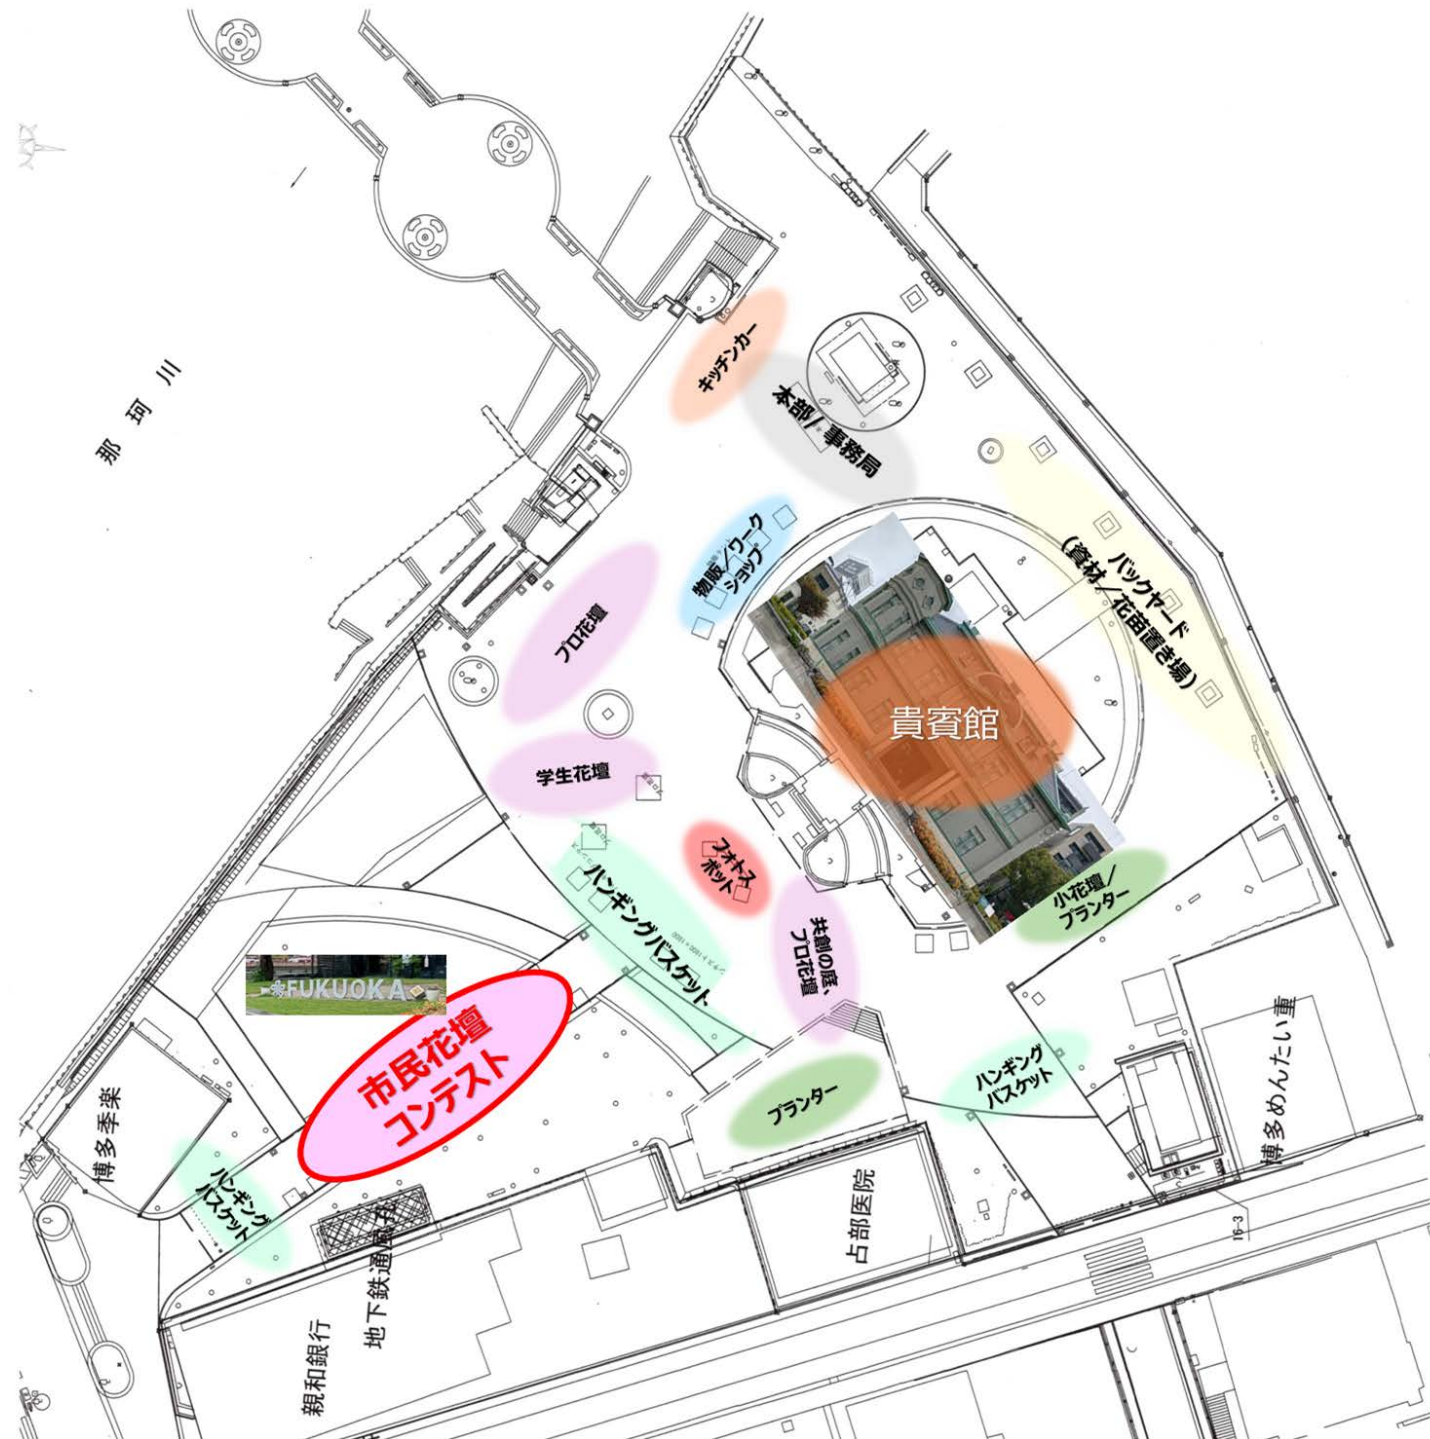 那珂川
キッチンカー
本部／事務局
物販／ワーク
ショップ
バックヤード
（資材／花苗置き場）
プロ花壇
貴賓館
学生花壇
フォトス
ポット
ハンギングバスケット
小花壇／
プランター
共創の庭、
プロ花壇
FUKUOKA
市民花壇
コンテスト
プランター
ハンギング
バスケット
博多季楽
ハンギング
バスケット
博多めんたい重
占部医院
16-3
地下鉄通風孔
親和銀行